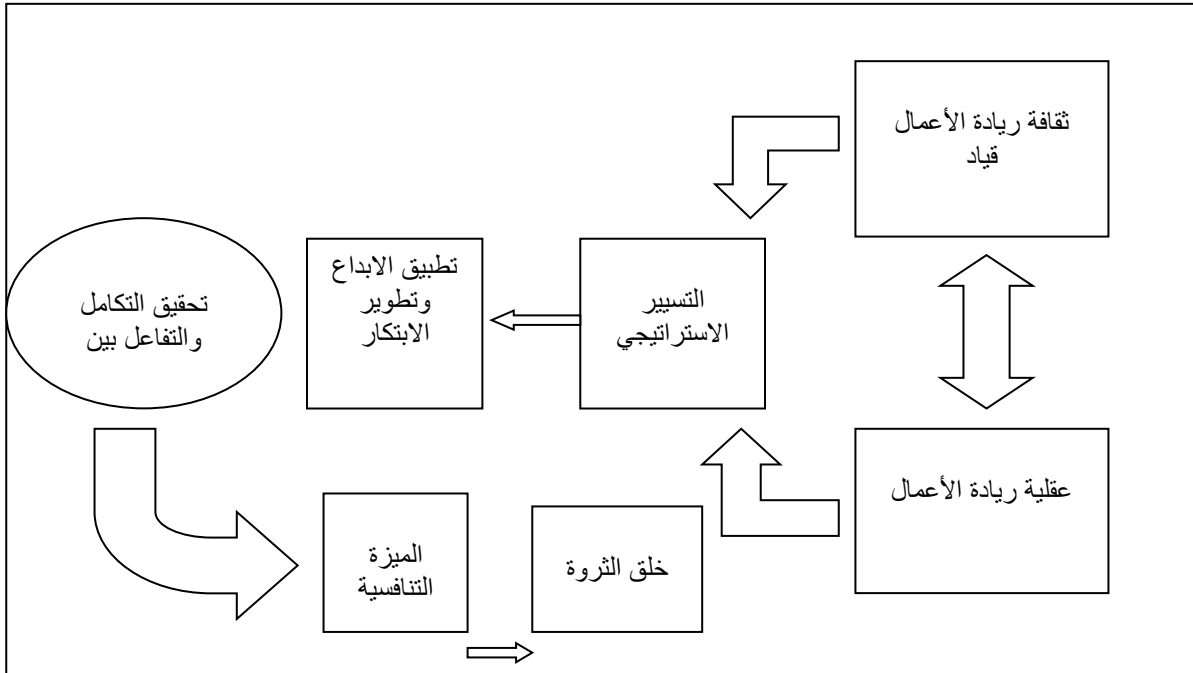 ثقافة ريادة الأعمال
قياد
عقلية ريادة الأعمال
التسيير
الاستراتيجي
تطبيق الابداع
وتطوير
الابتكار
تحقيق التكامل
والتفاعل بين
الميزة
التنافسية
خلق الثروة